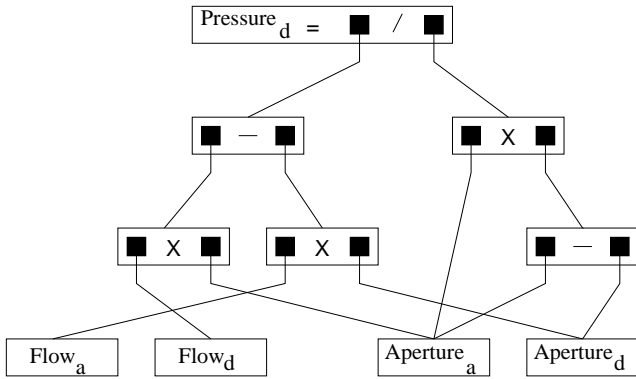 Pressure_d = /
— X
X X —
Flow_a Flow_d Aperture_a Aperture_d